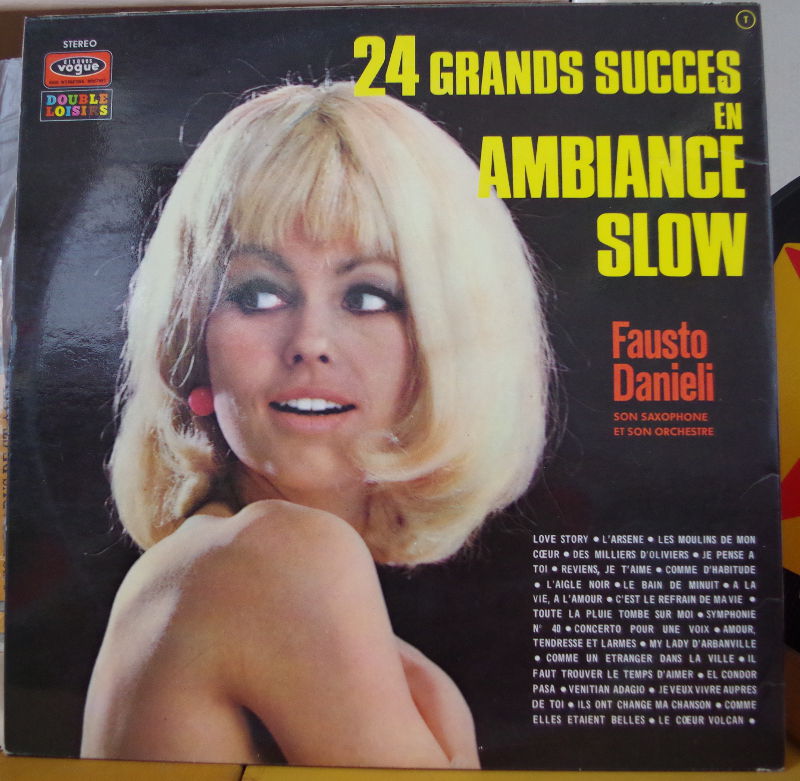 STEREO
disques
vogue
DOUBLE
LOISIRS
T
24 GRANDS SUCCES
EN
AMBIANCE
SLOW
Fausto
Danieli
SON SAXOPHONE
ET SON ORCHESTRE
LOVE STORY ● L'ARSENE ● LES MOULINS DE MON
CŒUR ● DES MILLIERS D'OLIVIERS ● JE PENSE A
TOI ● REVIENS, JE T'AIME ● COMME D'HABITUDE
● L'AIGLE NOIR ● LE BAIN DE MINUIT ● A LA
VIE, A L'AMOUR ● C'EST LE REFRAIN DE MA VIE ●
TOUTE LA PLUIE TOMBE SUR MOI ● SYMPHONIE
N° 40 ● CONCERTO POUR UNE VOIX ● AMOUR,
TENDRESSE ET LARMES ● MY LADY D'ARBANVILLE
● COMME UN ETRANGER DANS LA VILLE ● IL
FAUT TROUVER LE TEMPS D'AIMER ● EL CONDOR
PASA ● VENITIAN ADAGIO ● JE VEUX VIVRE AUPRES
DE TOI ● ILS ONT CHANGE MA CHANSON ● COMME
ELLES ETAIENT BELLES ● LE CŒUR VOLCAN ●